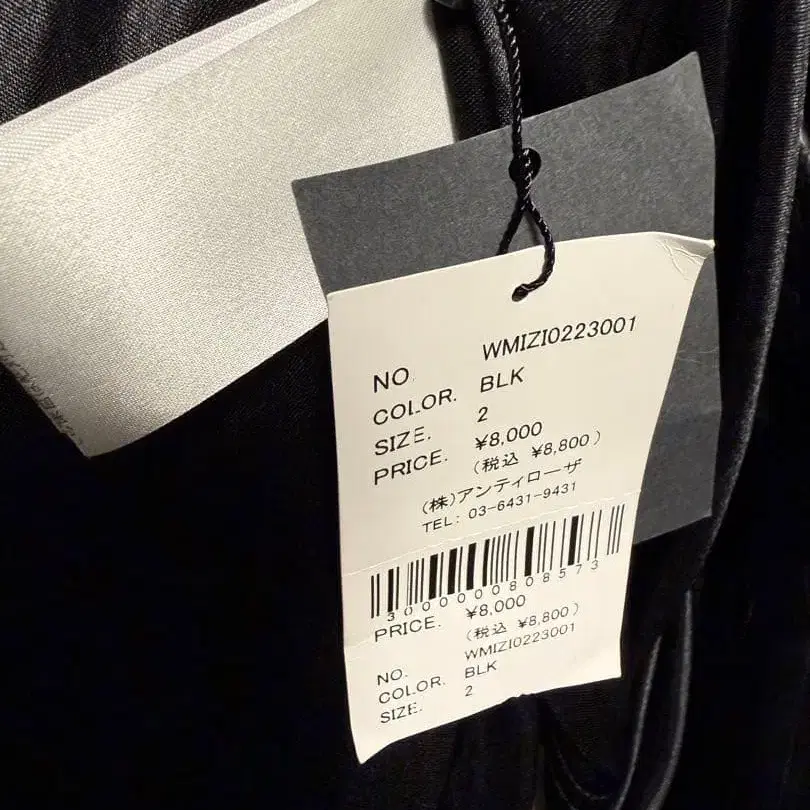 NO. WMIZI0223001
COLOR. BLK
SIZE. 2
PRICE. ¥8,000
(税込 ¥8,800)
(株)アンティローザ
TEL: 03-6431-9431
3000000808573
PRICE. ¥8,000
(税込 ¥8,800)
NO. WMIZI0223001
COLOR. BLK
SIZE. 2